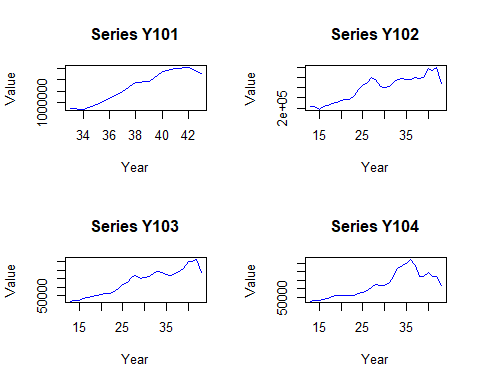 Series Y101
Value
1000000
34 36 38 40 42
Year
Series Y102
Value
2e+05
15 25 35
Year
Series Y103
Value
50000
15 25 35
Year
Series Y104
Value
50000
15 25 35
Year